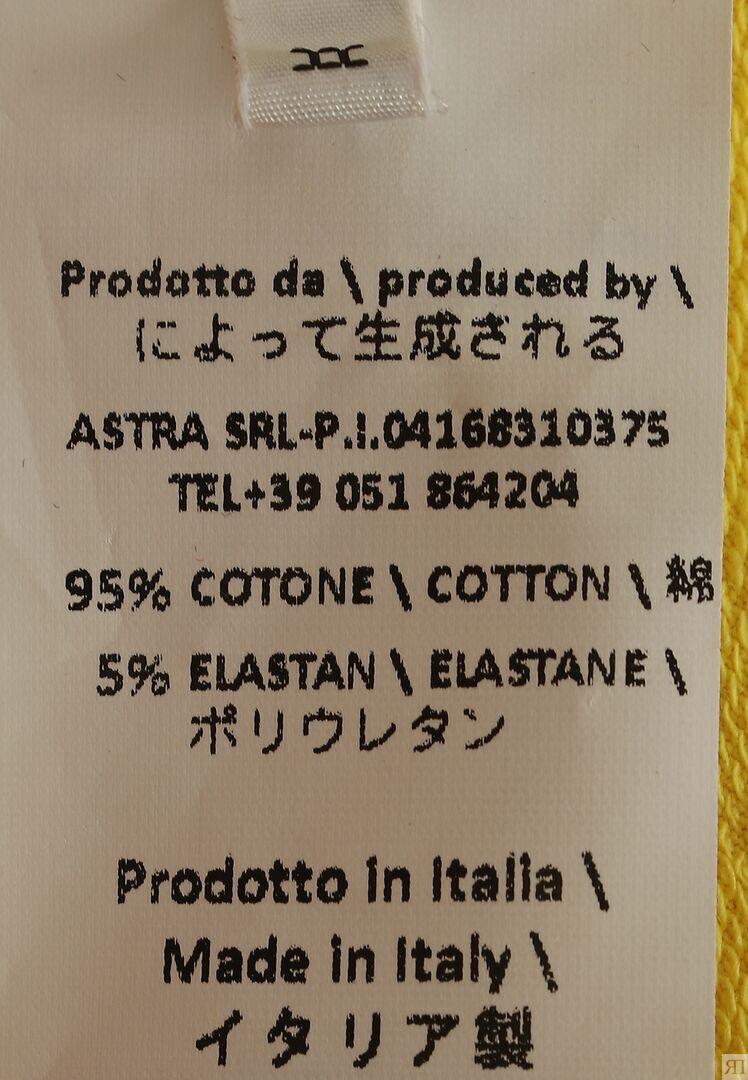 Prodotto da \ produced by \
によって生成される
ASTRA SRL-P.I.04168310375
TEL+39 051 864204
95% COTONE \ COTTON \ 綿
5% ELASTAN \ ELASTANE \
ポリウレタン
Prodotto in Italia \
Made in Italy \
イタリア製